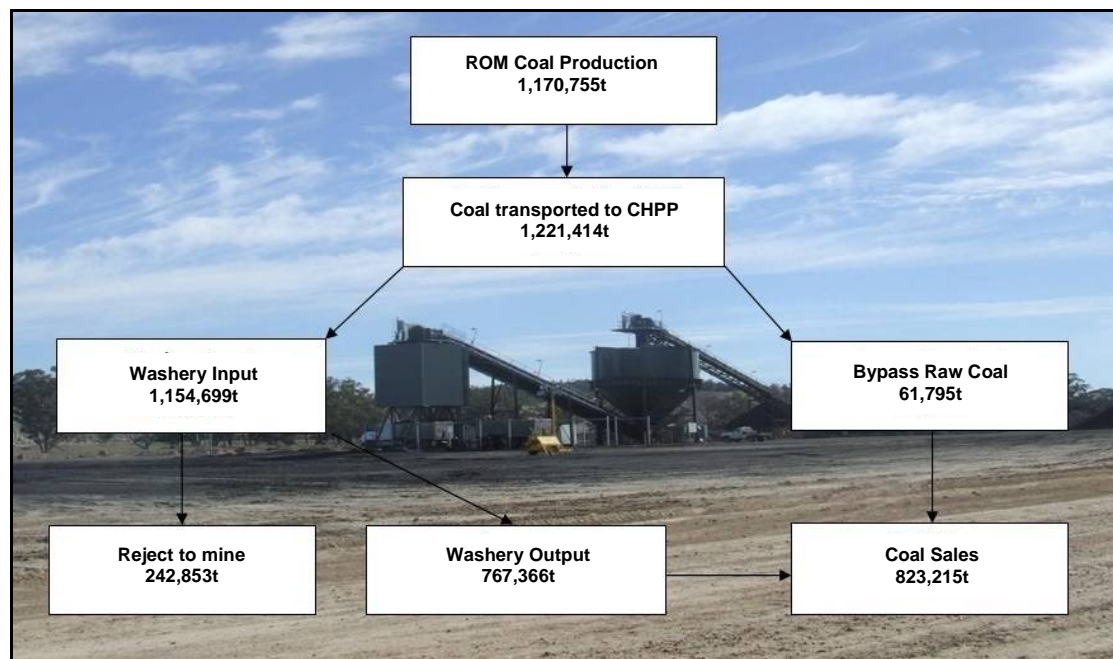 ROM Coal Production
1,170,755t
Coal transported to CHPP
1,221,414t
Washery Input
1,154,699t
Bypass Raw Coal
61,795t
Reject to mine
242,853t
Washery Output
767,366t
Coal Sales
823,215t